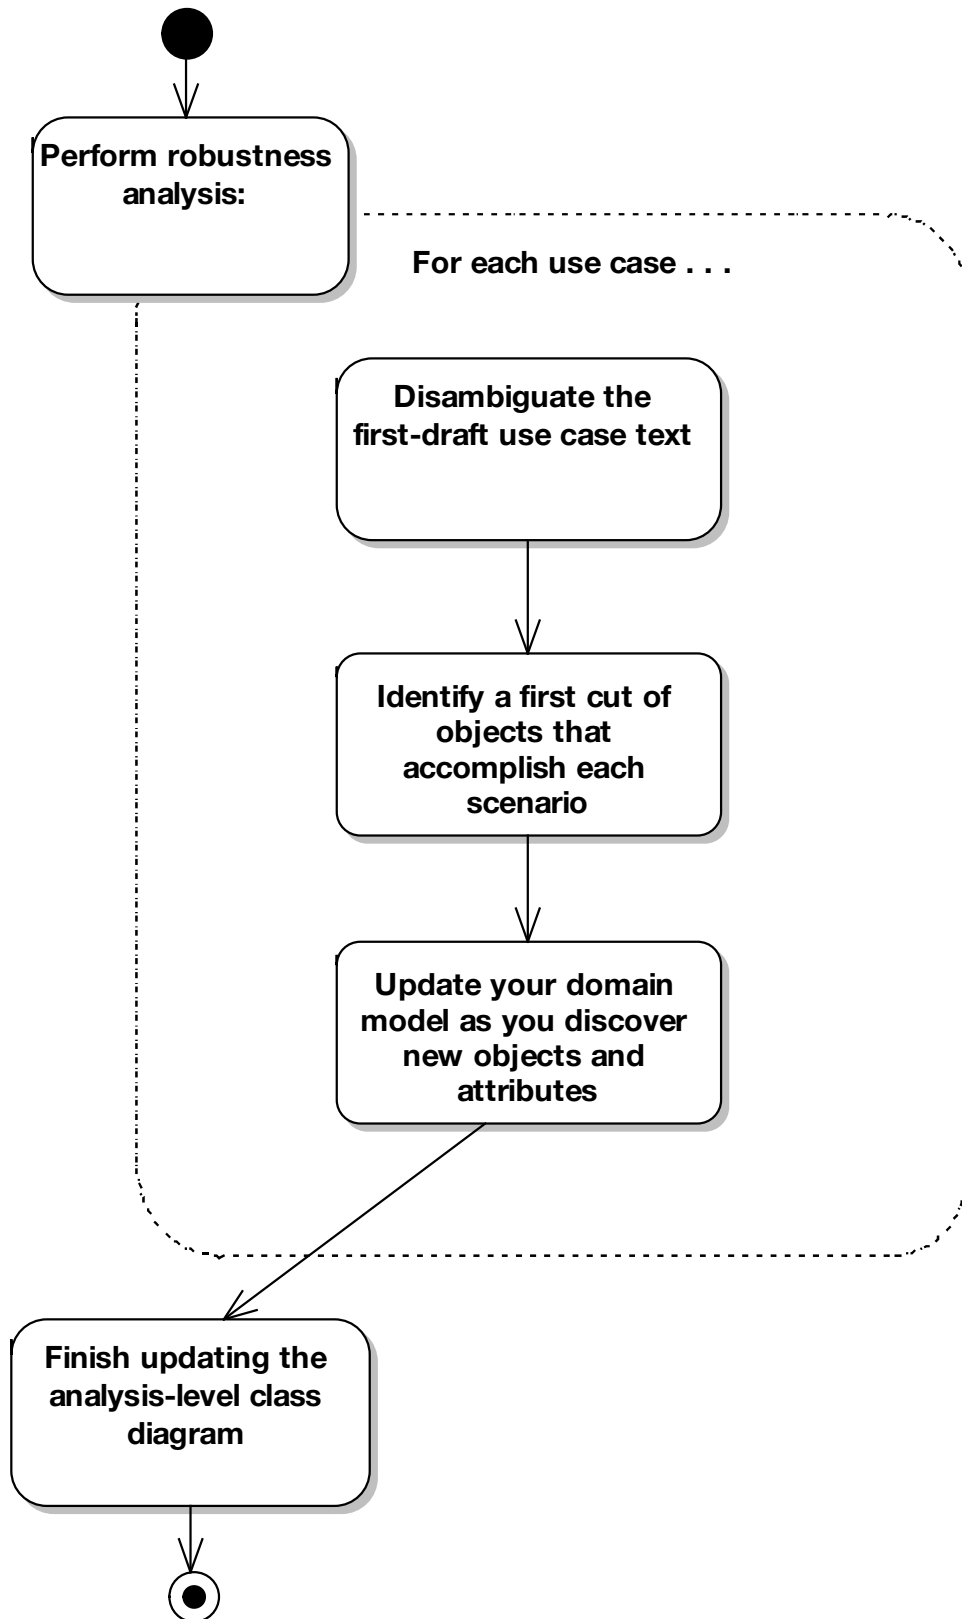 Perform robustness
analysis:
For each use case . . .
Disambiguate the
first-draft use case text
Identify a first cut of
objects that
accomplish each
scenario
Update your domain
model as you discover
new objects and
attributes
Finish updating the
analysis-level class
diagram